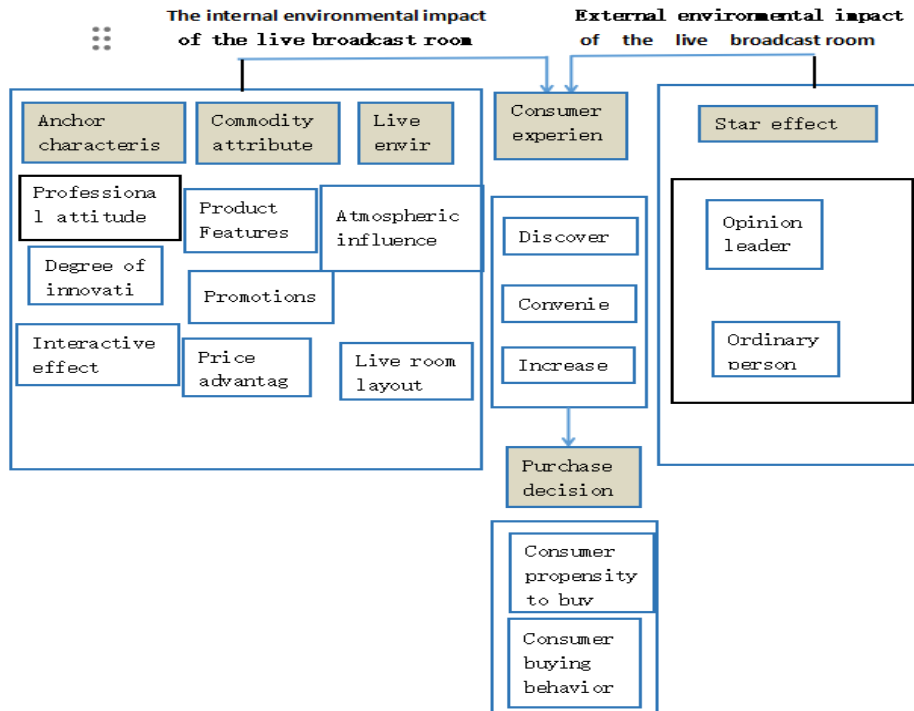 The internal environmental impact
of the live broadcast room
External environmental impact
of the live broadcast room
Anchor
characteris
Commodity
attribute
Live
envir
Consumer
experien
Star effect
Professiona
l attitude
Degree of
innovati
Interactive
effect
Product
Features
Promotions
Price
advantag
Atmospheric
influence
Live room
layout
Discover
Convenie
Increase
Opinion
leader
Ordinary
person
Purchase
decision
Consumer
propensity
to buy
Consumer
buying
behavior